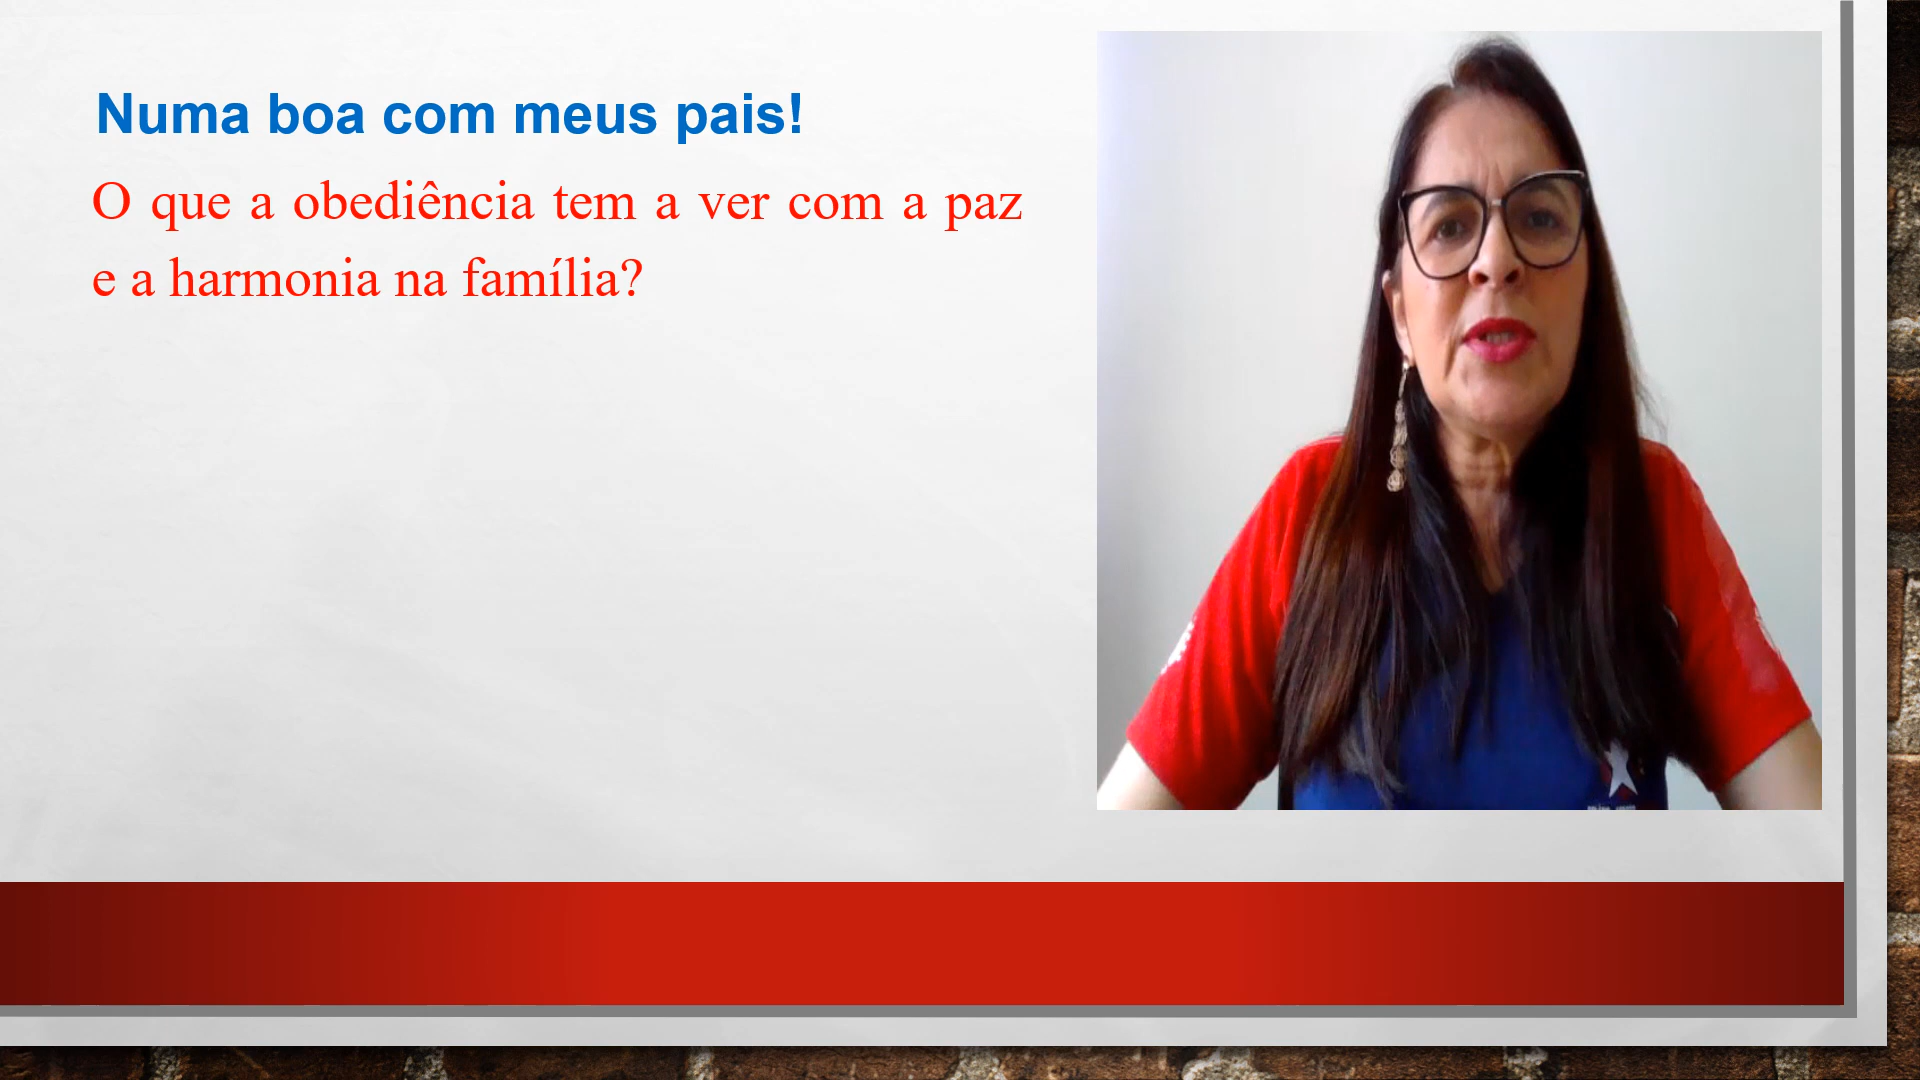 Numa boa com meus pais!
O que a obediência tem a ver com a paz
e a harmonia na família?